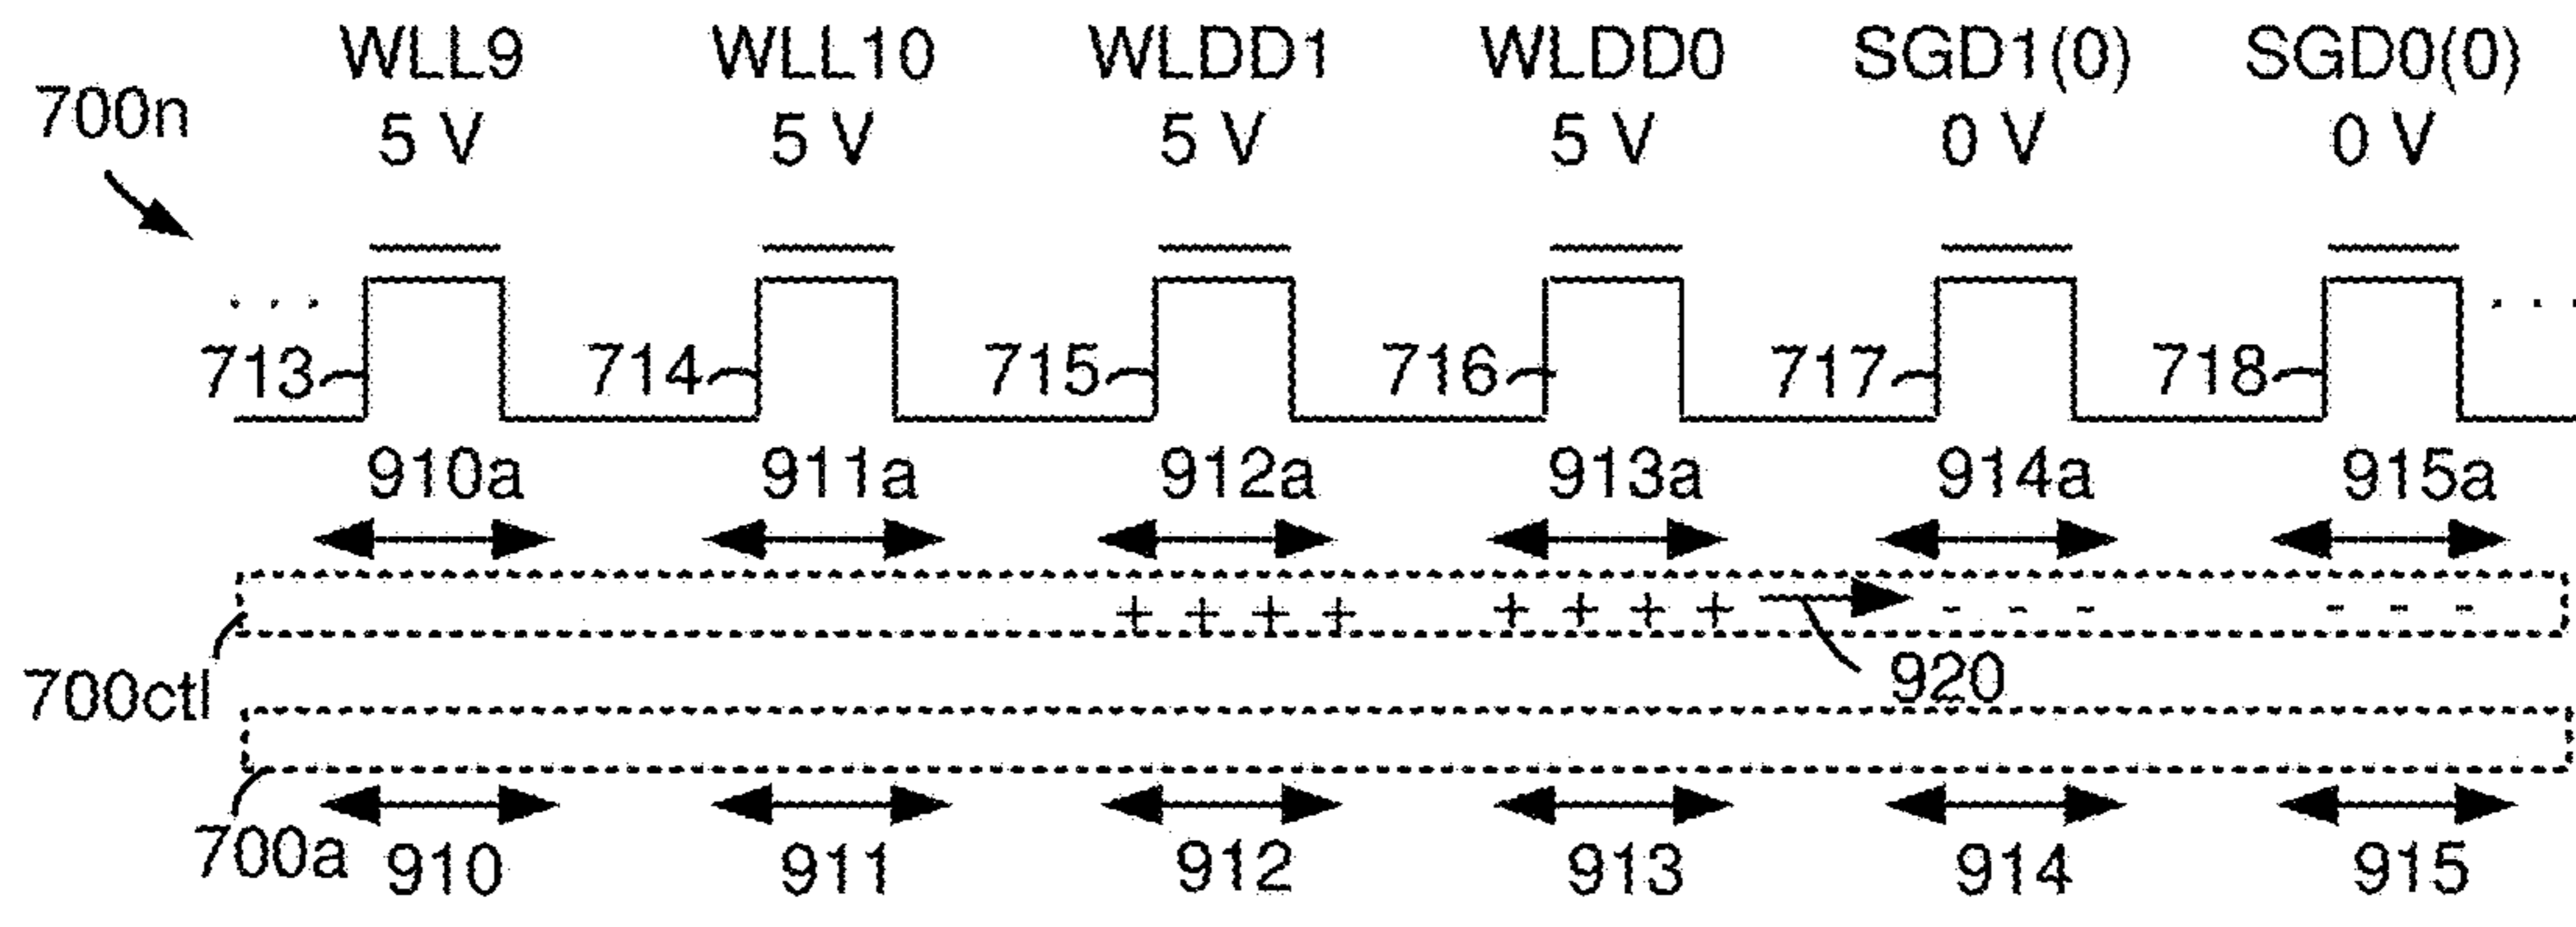 WLL9 WLL10 WLDD1 WLDD0 SGD1(0) SGD0(0)
700n 5 V 5 V 5 V 5 V 0 V 0 V
. . . . . .
713 714 715 716 717 718
910a 911a 912a 913a 914a 915a
+ + + + + + + + - - - - - -
700ctl 920
700a 910 911 912 913 914 915